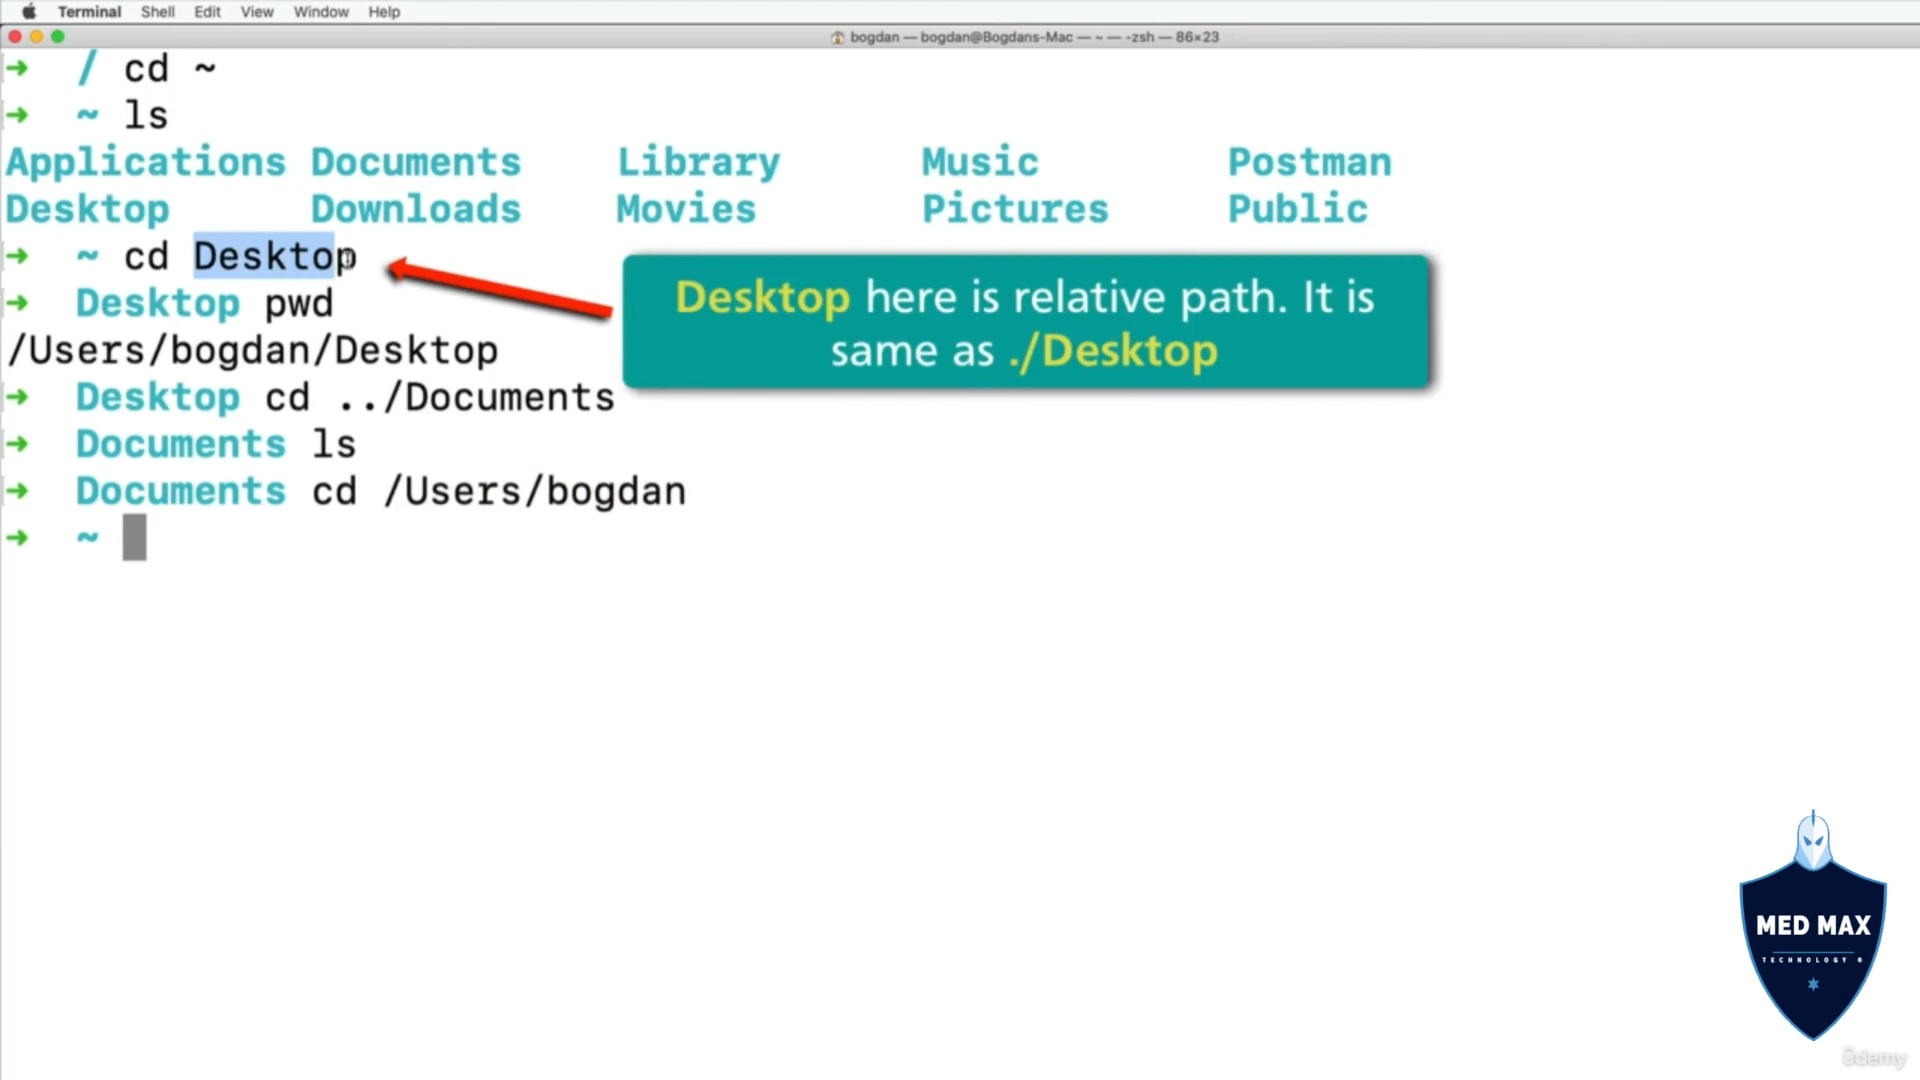 Terminal Shell Edit View Window Help
bogdan — bogdan@Bogdans-Mac — ~ — -zsh — 86×23
➜ / cd ~
➜ ~ ls
Applications Documents Library Music Postman
Desktop Downloads Movies Pictures Public
➜ ~ cd Desktop
➜ Desktop pwd
/Users/bogdan/Desktop
➜ Desktop cd ../Documents
➜ Documents ls
➜ Documents cd /Users/bogdan
➜ ~
Desktop here is relative path. It is
same as ./Desktop
MED MAX
TECHNOLOGY ©
ûdemy